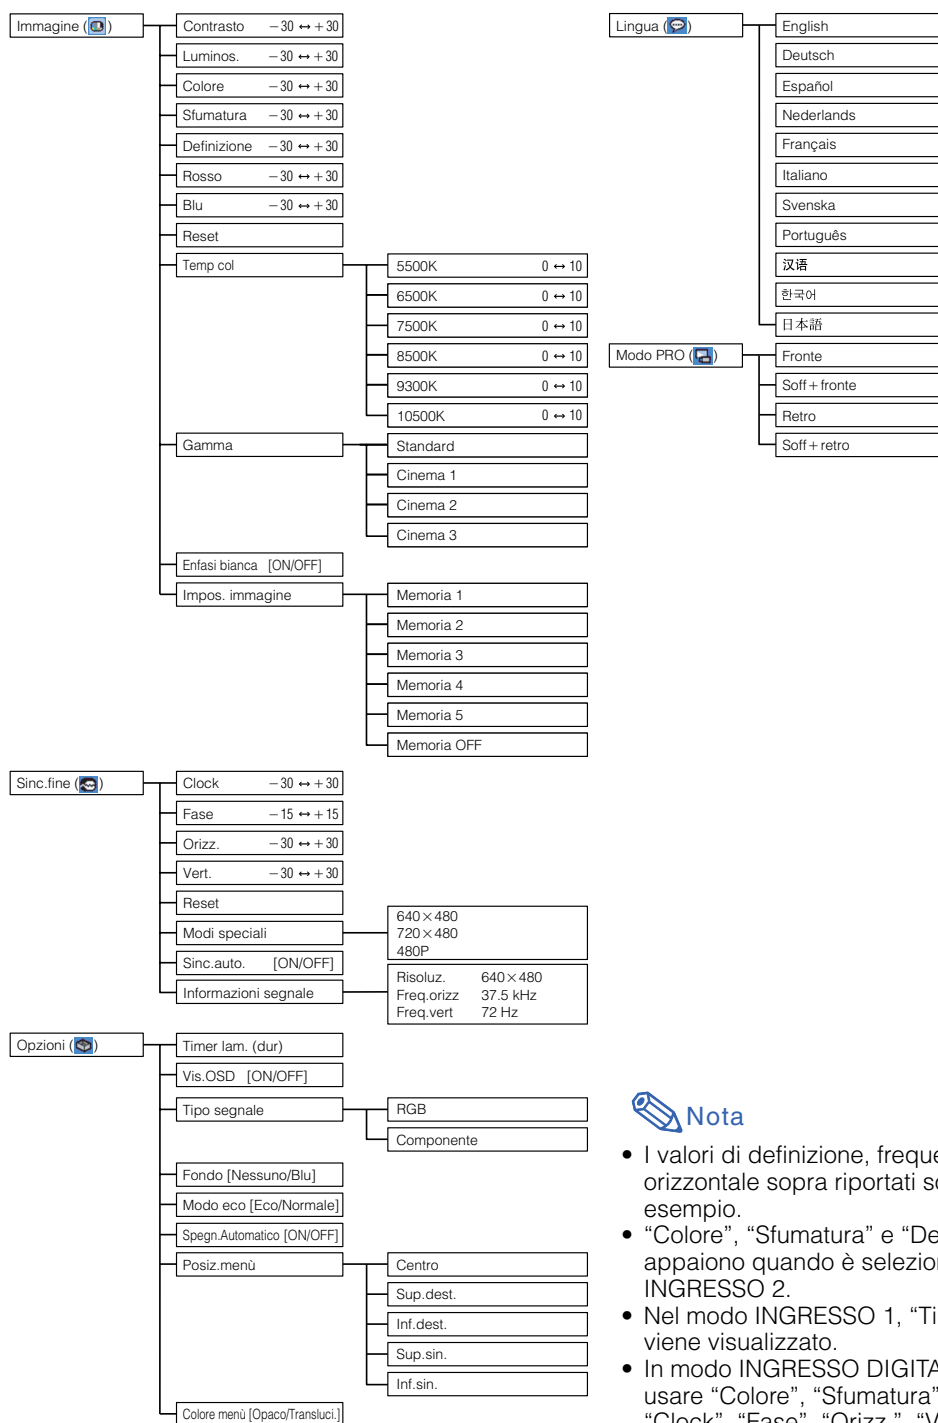 Immagine ( )
Contrasto −30 ↔ +30
Luminos. −30 ↔ +30
Colore −30 ↔ +30
Sfumatura −30 ↔ +30
Definizione −30 ↔ +30
Rosso −30 ↔ +30
Blu −30 ↔ +30
Reset
Temp col
5500K 0 ↔ 10
6500K 0 ↔ 10
7500K 0 ↔ 10
8500K 0 ↔ 10
9300K 0 ↔ 10
10500K 0 ↔ 10
Gamma
Standard
Cinema 1
Cinema 2
Cinema 3
Enfasi bianca [ON/OFF]
Impos. immagine
Memoria 1
Memoria 2
Memoria 3
Memoria 4
Memoria 5
Memoria OFF
Sinc.fine ( )
Clock −30 ↔ +30
Fase −15 ↔ +15
Orizz. −30 ↔ +30
Vert. −30 ↔ +30
Reset
Modi speciali
640×480
720×480
480P
Sinc.auto. [ON/OFF]
Informazioni segnale
Risoluz. 640×480
Freq.orizz 37.5 kHz
Freq.vert 72 Hz
Opzioni ( )
Timer lam. (dur)
Vis.OSD [ON/OFF]
Tipo segnale
RGB
Componente
Fondo [Nessuno/Blu]
Modo eco [Eco/Normale]
Spegn.Automatico [ON/OFF]
Posiz.menù
Centro
Sup.dest.
Inf.dest.
Sup.sin.
Inf.sin.
Colore menù [Opaco/Transluci.]
Lingua ( )
English
Deutsch
Español
Nederlands
Français
Italiano
Svenska
Português
汉语
한국어
日本語
Modo PRO ( )
Fronte
Soff+fronte
Retro
Soff+retro
Nota
• I valori di definizione, freque
orizzontale sopra riportati so
esempio.
• “Colore”, “Sfumatura” e “De
appaiono quando è selezion
INGRESSO 2.
• Nel modo INGRESSO 1, “Ti
viene visualizzato.
• In modo INGRESSO DIGITA
usare “Colore”, “Sfumatura”
“Clock”, “Fase”, “Orizz.”, “V